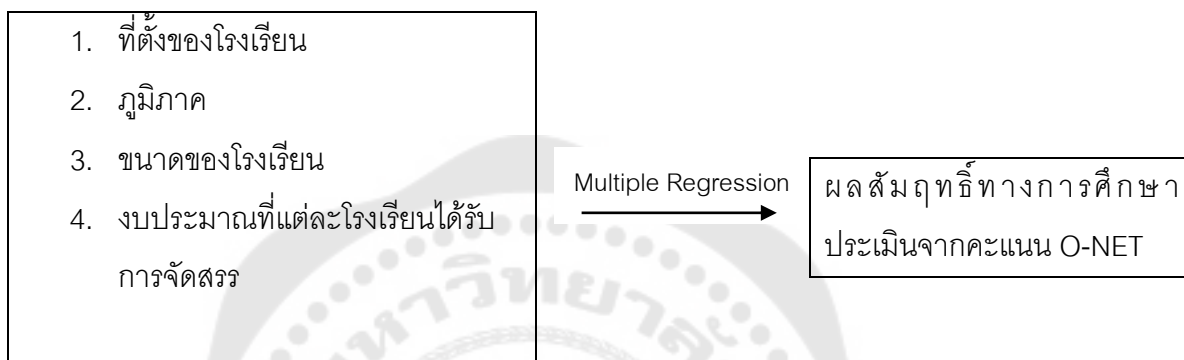 1. ที่ตั้งของโรงเรียน
2. ภูมิภาค
3. ขนาดของโรงเรียน
4. งบประมาณที่แต่ละโรงเรียนได้รับ
การจัดสรร
Multiple Regression
ผลสัมฤทธิ์ทางการศึกษา
ประเมินจากคะแนน O-NET